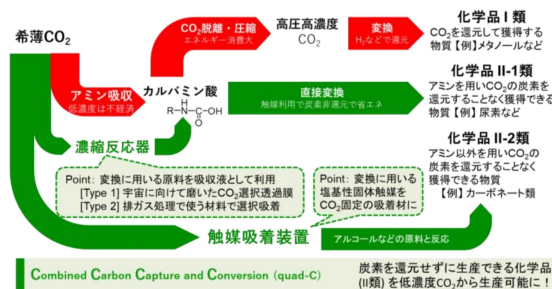 希薄CO2
CO2脱離・圧縮
エネルギー消費大
高圧高濃度
CO2
変換
H2などで還元
化学品 I 類
CO2を還元して獲得する
物質【例】メタノールなど
アミン吸収
低濃度は不経済
カルバミン酸
R-N-C-OH
H
O
直接変換
触媒利用で炭素非還元で省エネ
化学品 II-1類
アミンを用いCO2の炭素を
還元することなく獲得できる
物質【例】尿素など
濃縮反応器
Point: 変換に用いる原料を吸収液として利用
[Type 1] 宇宙に向けて磨いたCO2選択透過膜
[Type 2] 排ガス処理で使う材料で選択吸着
Point: 変換に用いる
塩基性固体触媒を
CO2固定の吸着材に
化学品 II-2類
アミン以外を用いCO2の
炭素を還元することなく
獲得できる物質
【例】カーボネート類
触媒吸着装置
アルコールなどの原料と反応
Combined Carbon Capture and Conversion (quad-C)
炭素を還元せずに生産できる化学品
(II類) を低濃度CO2から生産可能に！